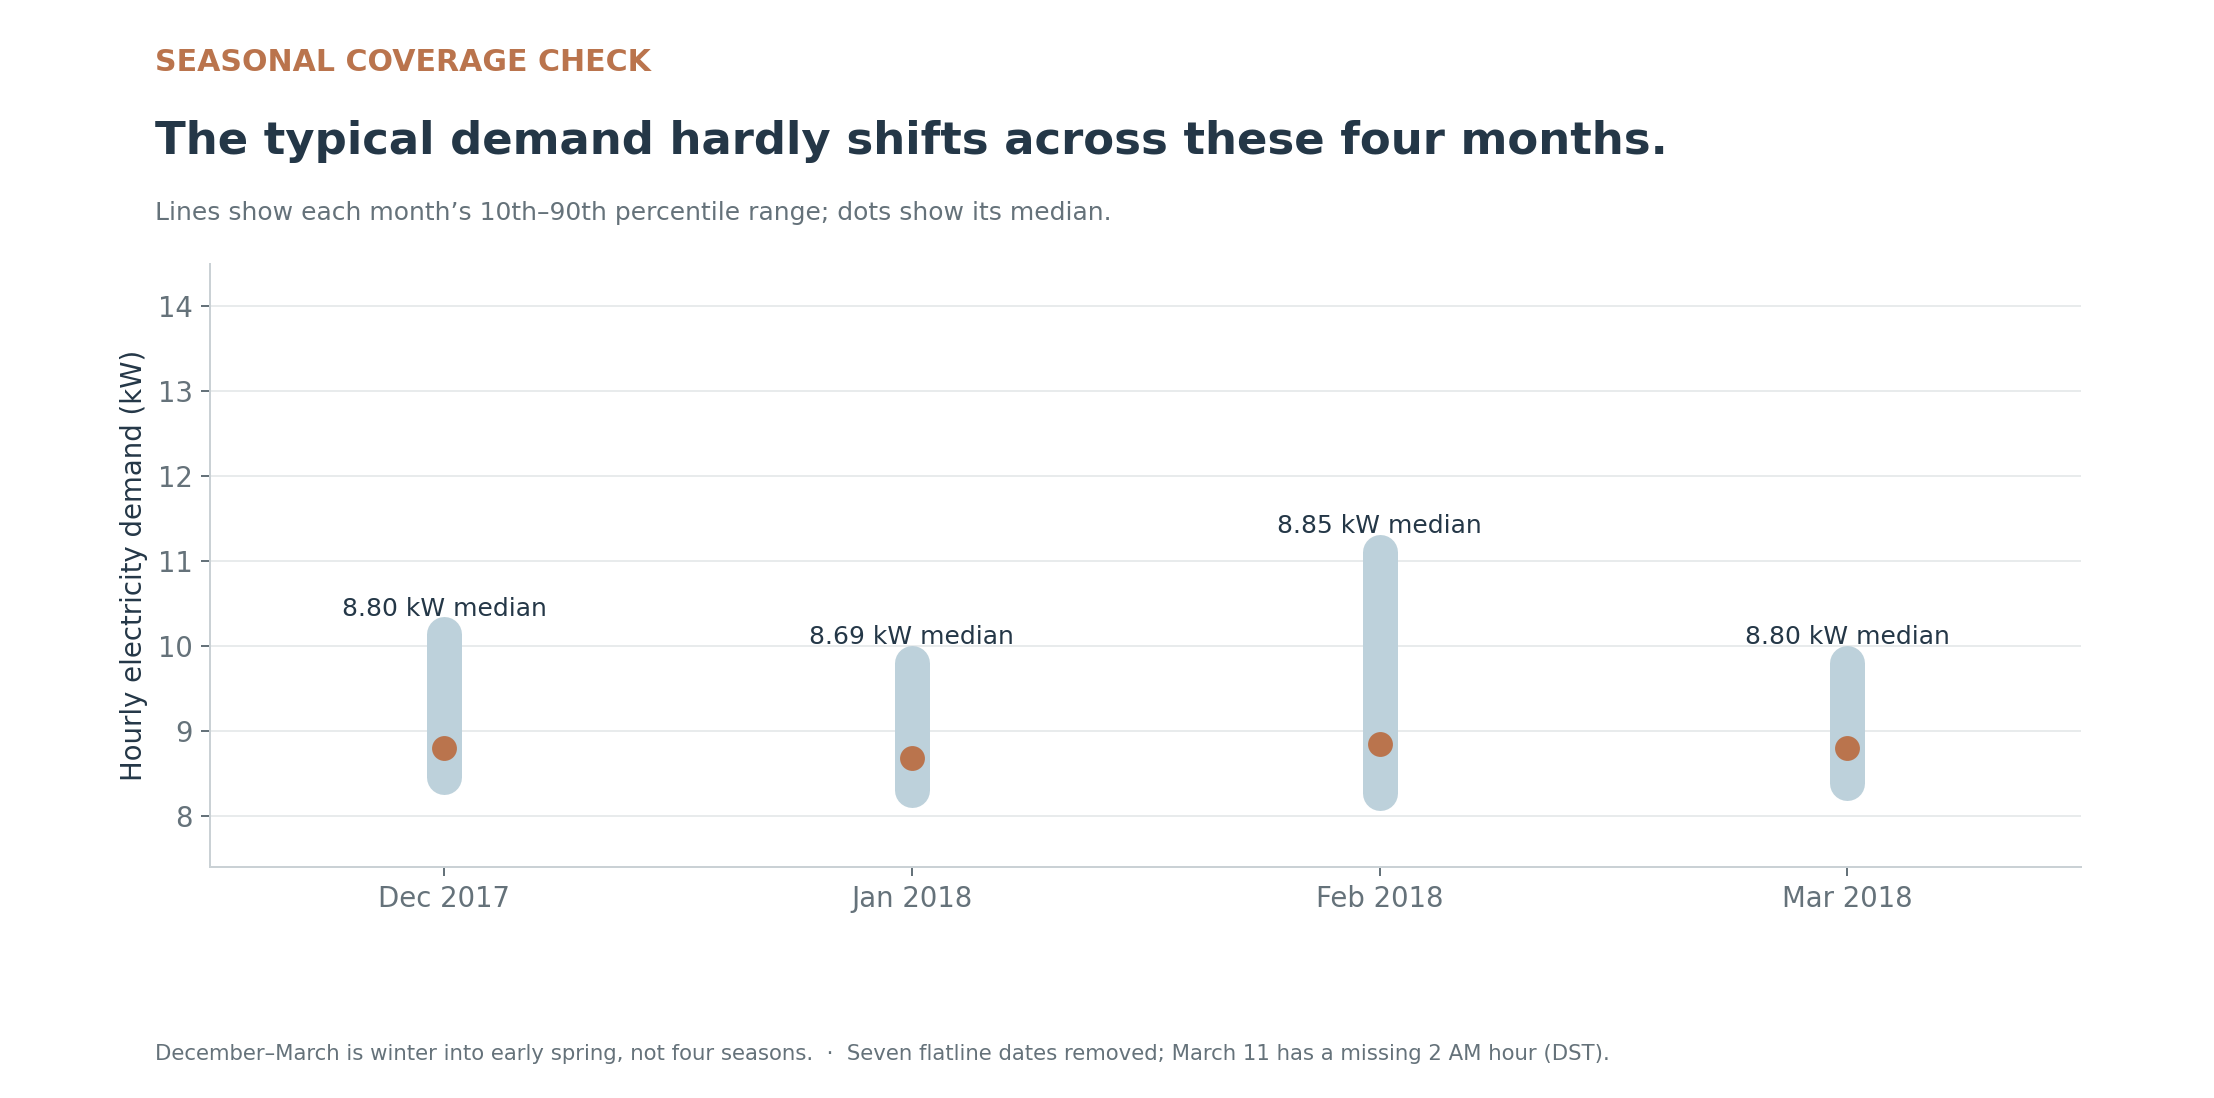 SEASONAL COVERAGE CHECK
The typical demand hardly shifts across these four months.
Lines show each month’s 10th–90th percentile range; dots show its median.
Hourly electricity demand (kW)
14
13
12
11
10
9
8
8.80 kW median
8.69 kW median
8.85 kW median
8.80 kW median
Dec 2017
Jan 2018
Feb 2018
Mar 2018
December–March is winter into early spring, not four seasons. · Seven flatline dates removed; March 11 has a missing 2 AM hour (DST).